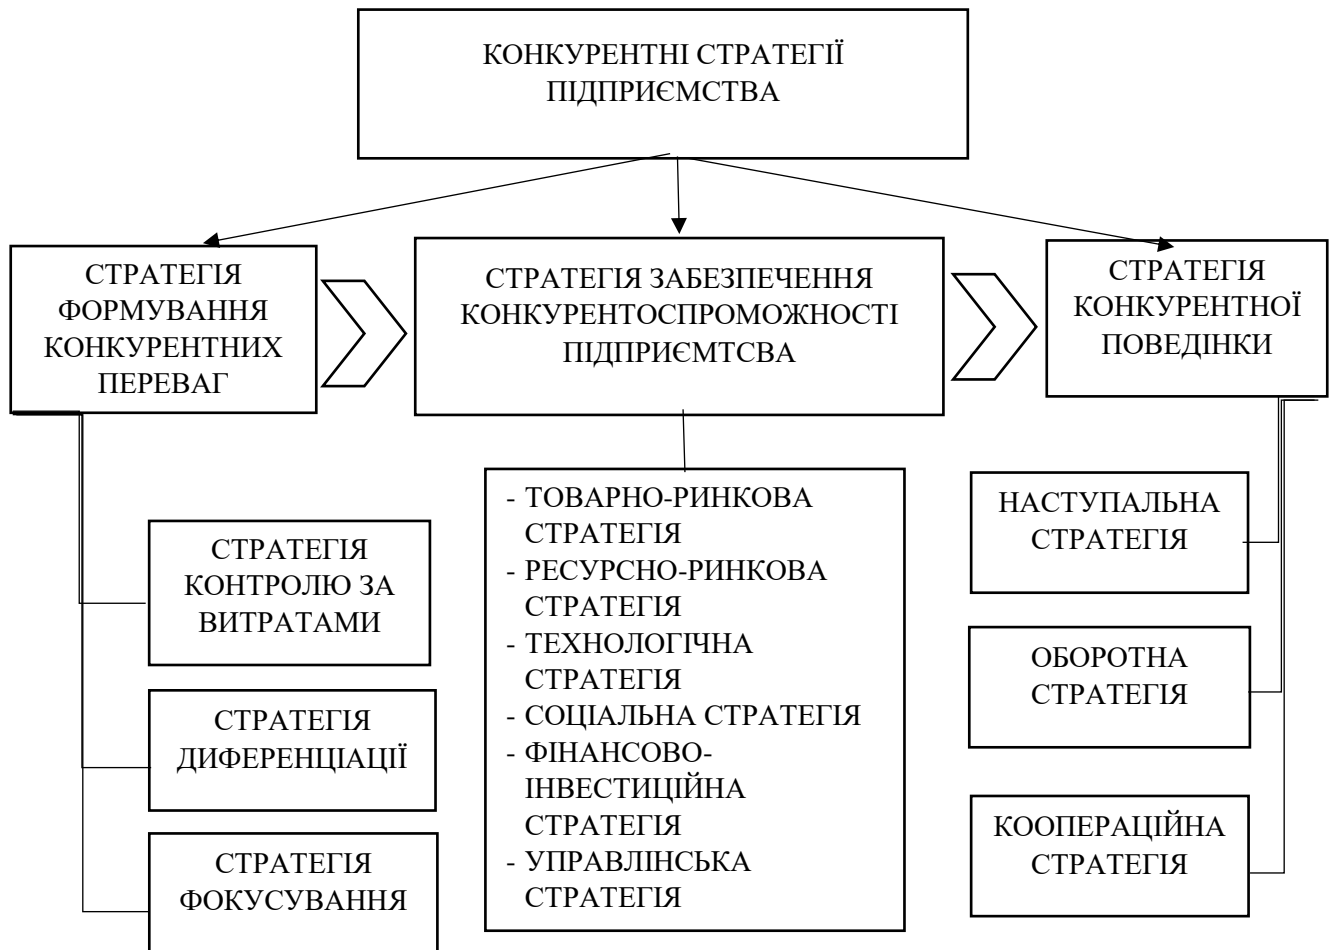 КОНКУРЕНТНІ СТРАТЕГІЇ
ПІДПРИЄМСТВА
СТРАТЕГІЯ
ФОРМУВАННЯ
КОНКУРЕНТНИХ
ПЕРЕВАГ
СТРАТЕГІЯ ЗАБЕЗПЕЧЕННЯ
КОНКУРЕНТОСПРОМОЖНОСТІ
ПІДПРИЄМТСВА
СТРАТЕГІЯ
КОНКУРЕНТНОЇ
ПОВЕДІНКИ
СТРАТЕГІЯ
КОНТРОЛЮ ЗА
ВИТРАТАМИ
СТРАТЕГІЯ
ДИФЕРЕНЦІАЦІЇ
СТРАТЕГІЯ
ФОКУСУВАННЯ
- ТОВАРНО-РИНКОВА
СТРАТЕГІЯ
- РЕСУРСНО-РИНКОВА
СТРАТЕГІЯ
- ТЕХНОЛОГІЧНА
СТРАТЕГІЯ
- СОЦІАЛЬНА СТРАТЕГІЯ
- ФІНАНСОВО-
ІНВЕСТИЦІЙНА
СТРАТЕГІЯ
- УПРАВЛІНСЬКА
СТРАТЕГІЯ
НАСТУПАЛЬНА
СТРАТЕГІЯ
ОБОРОТНА
СТРАТЕГІЯ
КООПЕРАЦІЙНА
СТРАТЕГІЯ